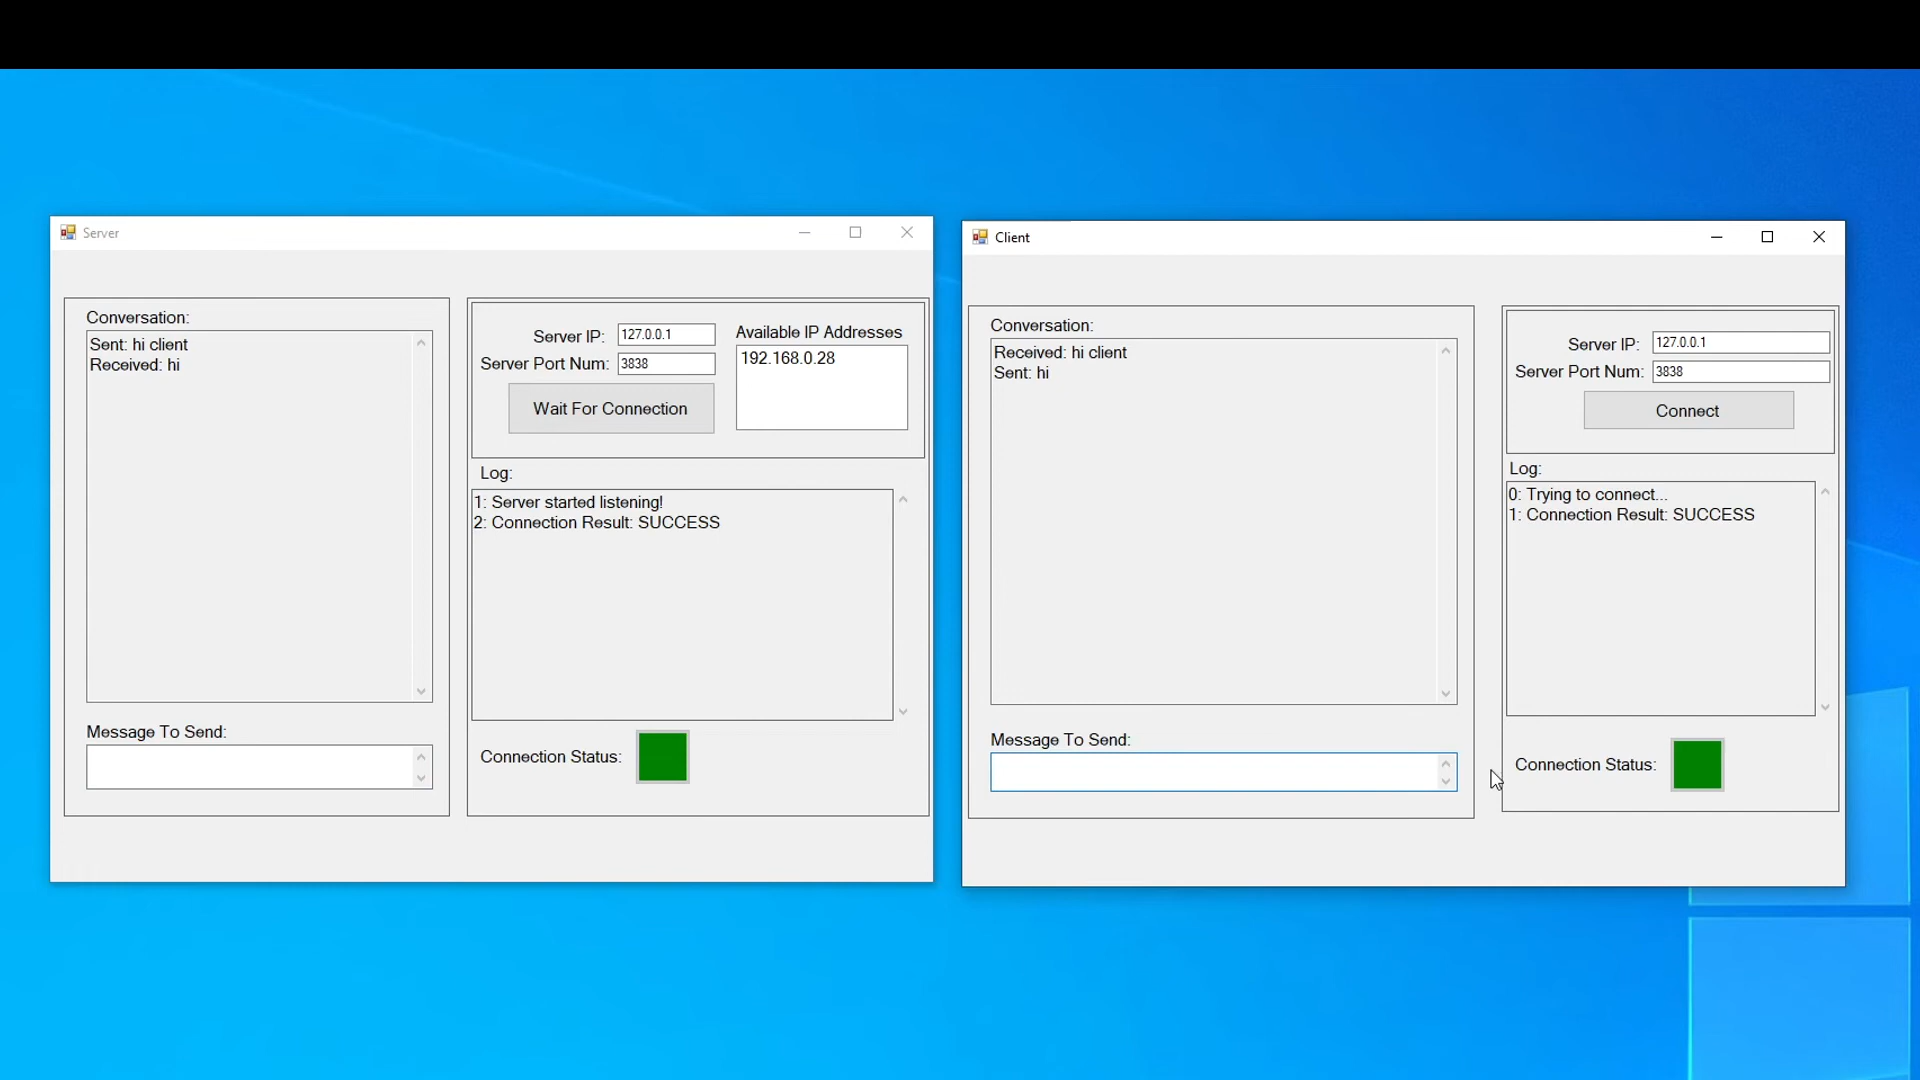 Server
Conversation:
Sent: hi client
Received: hi
Message To Send:
Server IP: 127.0.0.1
Server Port Num: 3838
Wait For Connection
Available IP Addresses
192.168.0.28
Log:
1: Server started listening!
2: Connection Result: SUCCESS
Connection Status:
Client
Conversation:
Received: hi client
Sent: hi
Message To Send:
Server IP: 127.0.0.1
Server Port Num: 3838
Connect
Log:
0: Trying to connect...
1: Connection Result: SUCCESS
Connection Status: